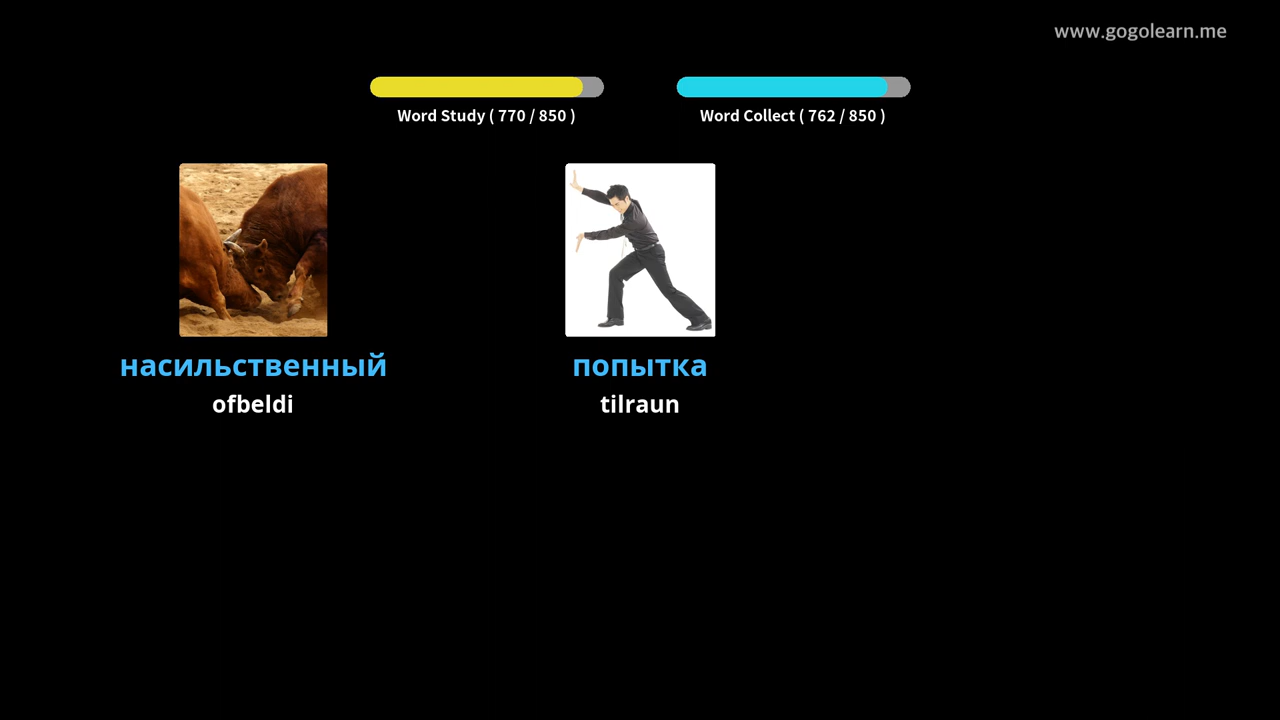 www.gogolearn.me
Word Study ( 770 / 850 )
Word Collect ( 762 / 850 )
насильственный
ofbeldi
попытка
tilraun